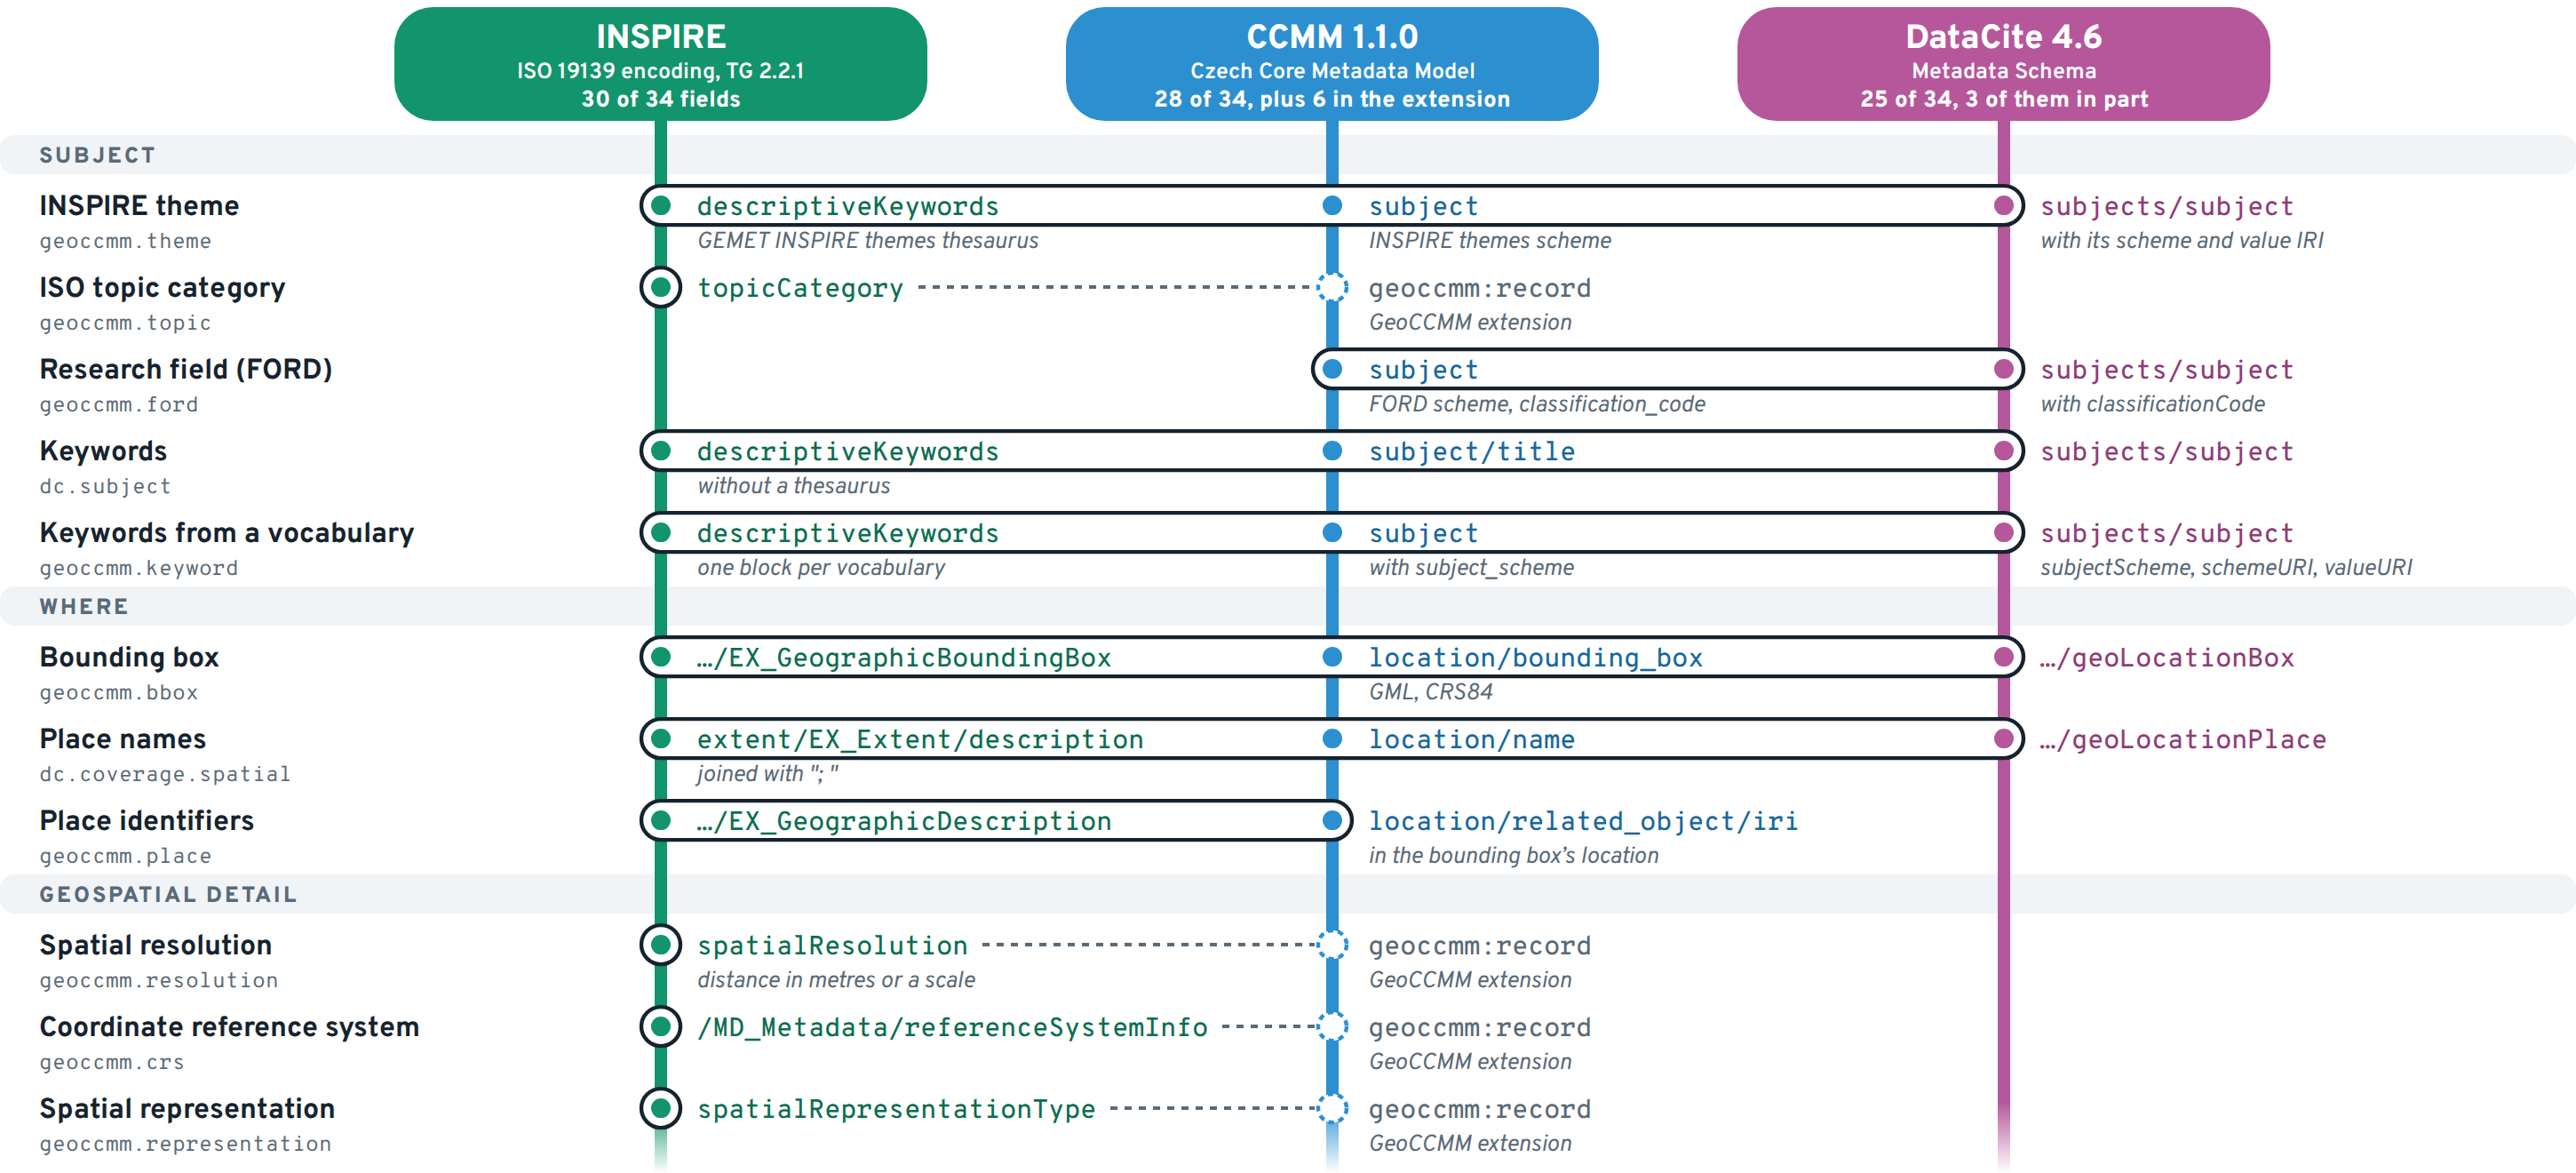 INSPIRE
ISO 19139 encoding, TG 2.2.1
30 of 34 fields
CCMM 1.1.0
Czech Core Metadata Model
28 of 34, plus 6 in the extension
DataCite 4.6
Metadata Schema
25 of 34, 3 of them in part
SUBJECT
INSPIRE theme
geoccmm.theme
descriptiveKeywords
GEMET INSPIRE themes thesaurus
subject
INSPIRE themes scheme
subjects/subject
with its scheme and value IRI
ISO topic category
geoccmm.topic
topicCategory
geoccmm:record
GeoCCMM extension
Research field (FORD)
geoccmm.ford
subject
FORD scheme, classification_code
subjects/subject
with classificationCode
Keywords
dc.subject
descriptiveKeywords
without a thesaurus
subject/title
subjects/subject
Keywords from a vocabulary
geoccmm.keyword
descriptiveKeywords
one block per vocabulary
subject
with subject_scheme
subjects/subject
subjectScheme, schemeURI, valueURI
WHERE
Bounding box
geoccmm.bbox
…/EX_GeographicBoundingBox
location/bounding_box
GML, CRS84
…/geoLocationBox
Place names
dc.coverage.spatial
extent/EX_Extent/description
joined with "; "
location/name
…/geoLocationPlace
Place identifiers
geoccmm.place
…/EX_GeographicDescription
location/related_object/iri
in the bounding box’s location
GEOSPATIAL DETAIL
Spatial resolution
geoccmm.resolution
spatialResolution
distance in metres or a scale
geoccmm:record
GeoCCMM extension
Coordinate reference system
geoccmm.crs
/MD_Metadata/referenceSystemInfo
geoccmm:record
GeoCCMM extension
Spatial representation
geoccmm.representation
spatialRepresentationType
geoccmm:record
GeoCCMM extension